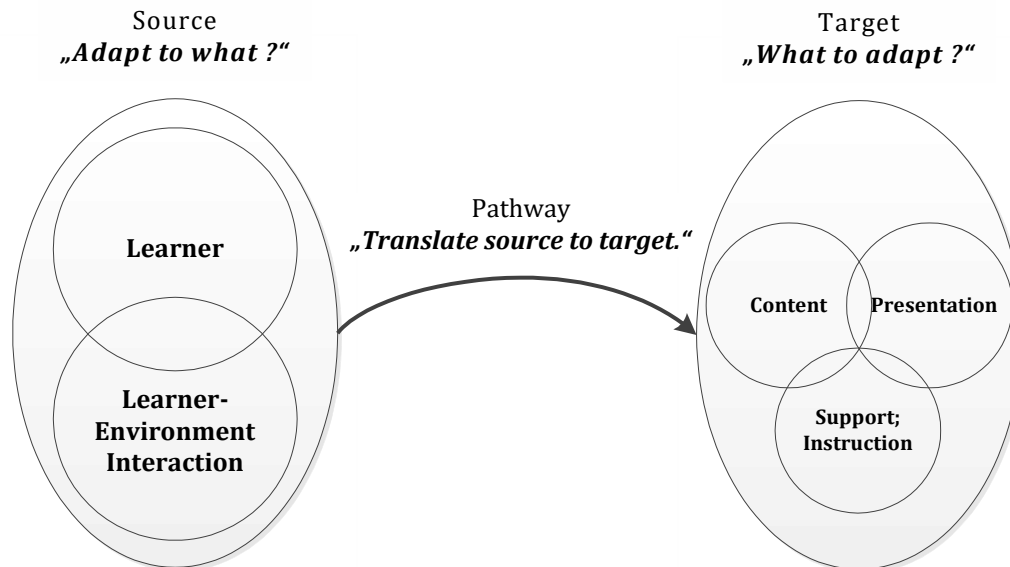 Source
„Adapt to what ?“
Learner
Learner-
Environment
Interaction
Pathway
„Translate source to target.“
Target
„What to adapt ?“
Content
Presentation
Support;
Instruction